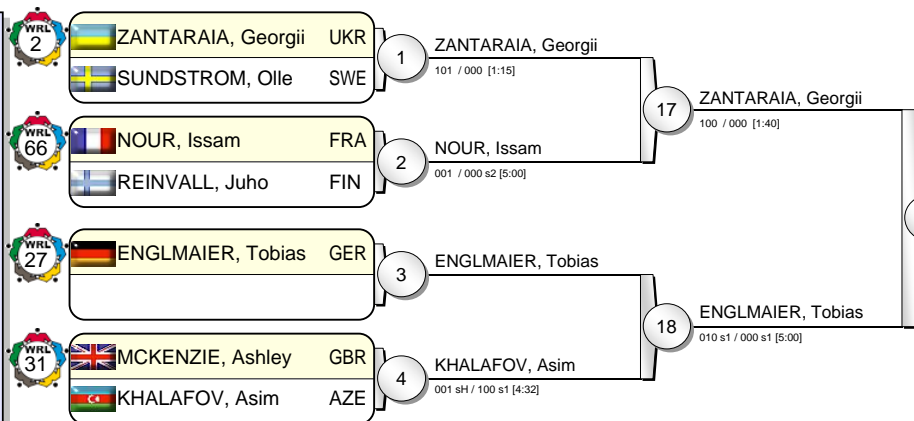 WRL
2
ZANTARAIA, Georgii UKR
SUNDSTROM, Olle SWE
1
ZANTARAIA, Georgii
101 / 000 [1:15]
WRL
66
NOUR, Issam FRA
REINVALL, Juho FIN
2
NOUR, Issam
001 / 000 s2 [5:00]
17
ZANTARAIA, Georgii
100 / 000 [1:40]
WRL
27
ENGLMAIER, Tobias GER
3
ENGLMAIER, Tobias
WRL
31
MCKENZIE, Ashley GBR
KHALAFOV, Asim AZE
4
KHALAFOV, Asim
001 sH / 100 s1 [4:32]
18
ENGLMAIER, Tobias
010 s1 / 000 s1 [5:00]